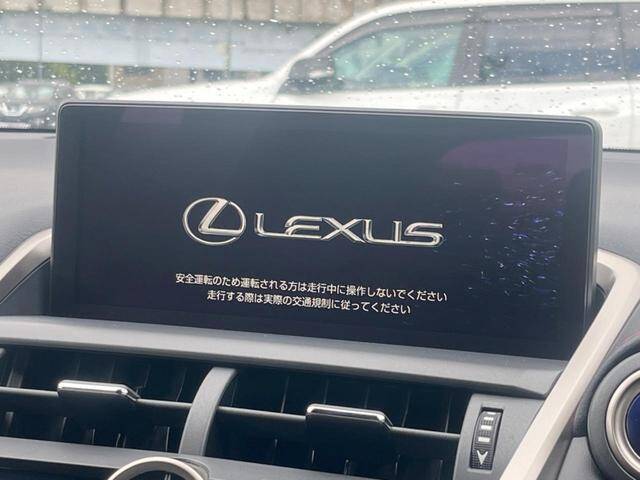 LEXUS
安全運転のため運転される方は走行中に操作しないでください
走行する際は実際の交通規制に従ってください